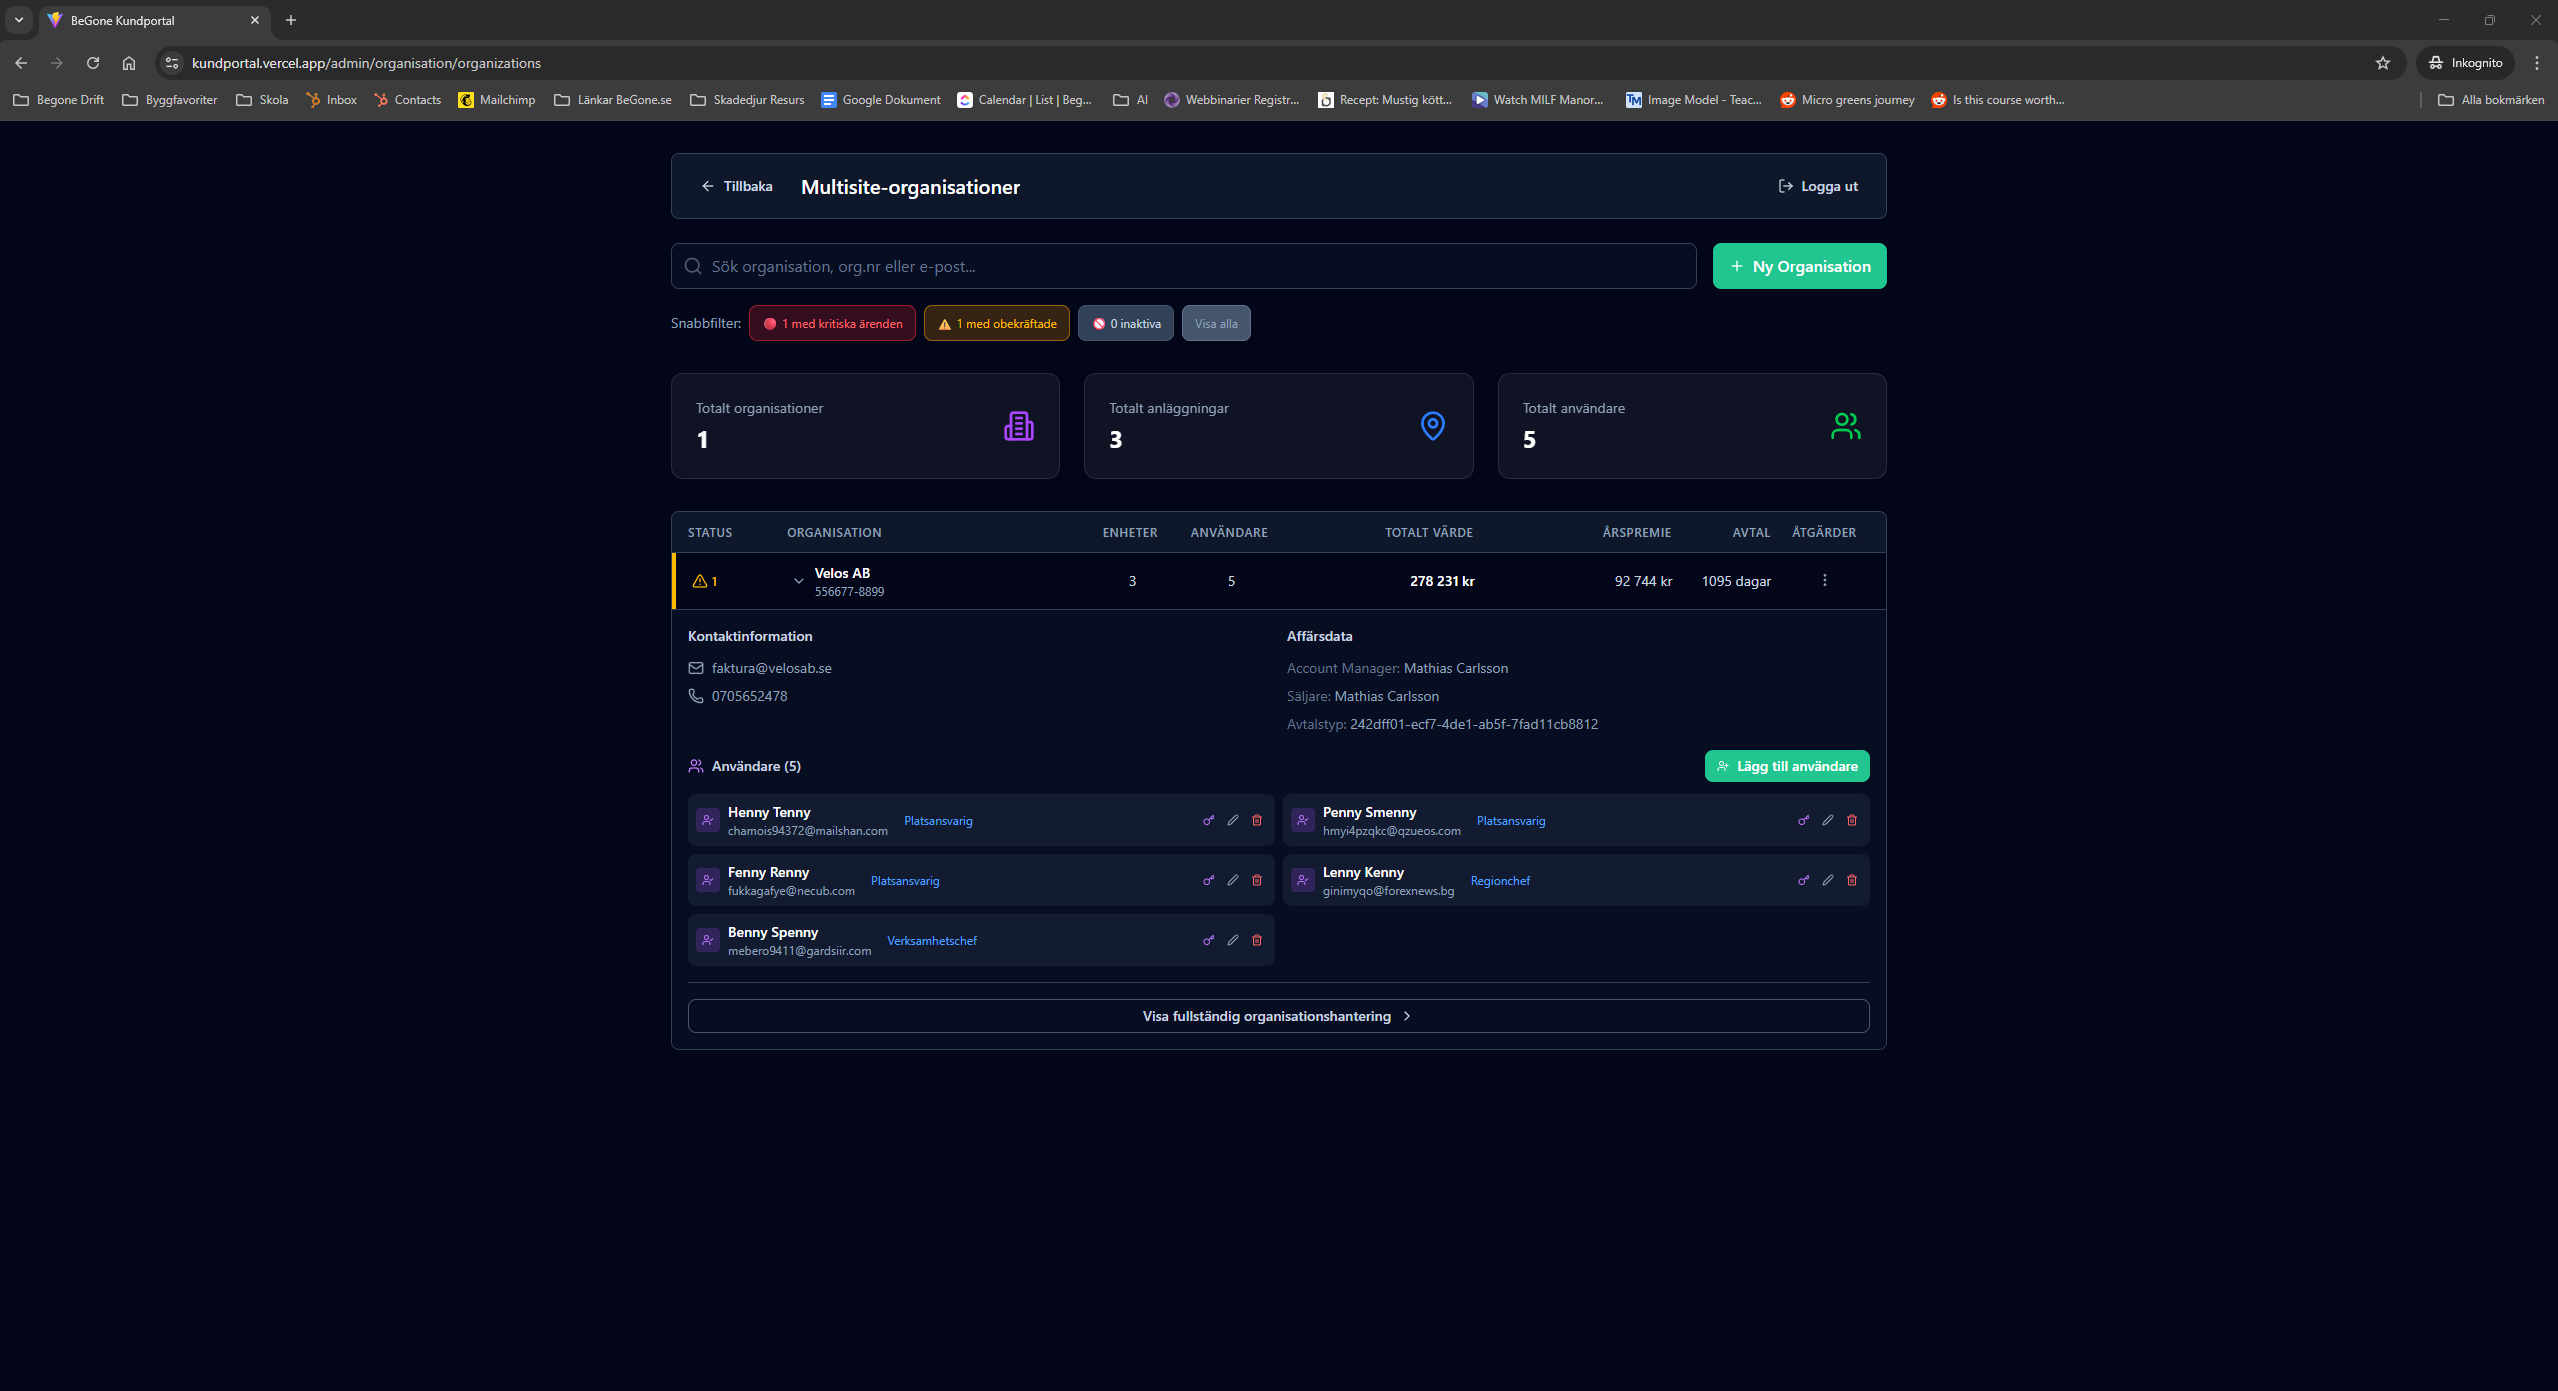 BeGone Kundportal
kundportal.vercel.app/admin/organisation/organizations
Inkognito
Begone Drift
Byggfavoriter
Skola
Inbox
Contacts
Mailchimp
Länkar BeGone.se
Skadedjur Resurs
Google Dokument
Calendar | List | Beg...
AI
Webbinarier Registr...
Recept: Mustig kött...
Watch MILF Manor...
Image Model - Teac...
Micro greens journey
Is this course worth...
Alla bokmärken
Tillbaka
Multisite-organisationer
Logga ut
Sök organisation, org.nr eller e-post...
Ny Organisation
Snabbfilter:
1 med kritiska ärenden
1 med obekräftade
0 inaktiva
Visa alla
Totalt organisationer
1
Totalt anläggningar
3
Totalt användare
5
STATUS ORGANISATION ENHETER ANVÄNDARE TOTALT VÄRDE ÅRSPREMIE AVTAL ÅTGÄRDER
1 Velos AB 3 5 278 231 kr 92 744 kr 1095 dagar
556677-8899
Kontaktinformation
faktura@velosab.se
0705652478
Affärsdata
Account Manager: Mathias Carlsson
Säljare: Mathias Carlsson
Avtalstyp: 242dff01-ecf7-4de1-ab5f-7fad11cb8812
Användare (5)
Lägg till användare
Henny Tenny
chamois94372@mailshan.com
Platsansvarig
Penny Smenny
hmyi4pzqkc@qzueos.com
Platsansvarig
Fenny Renny
fukkagafye@necub.com
Platsansvarig
Lenny Kenny
ginimyqo@forexnews.bg
Regionchef
Benny Spenny
mebero9411@gardsiir.com
Verksamhetschef
Visa fullständig organisationshantering